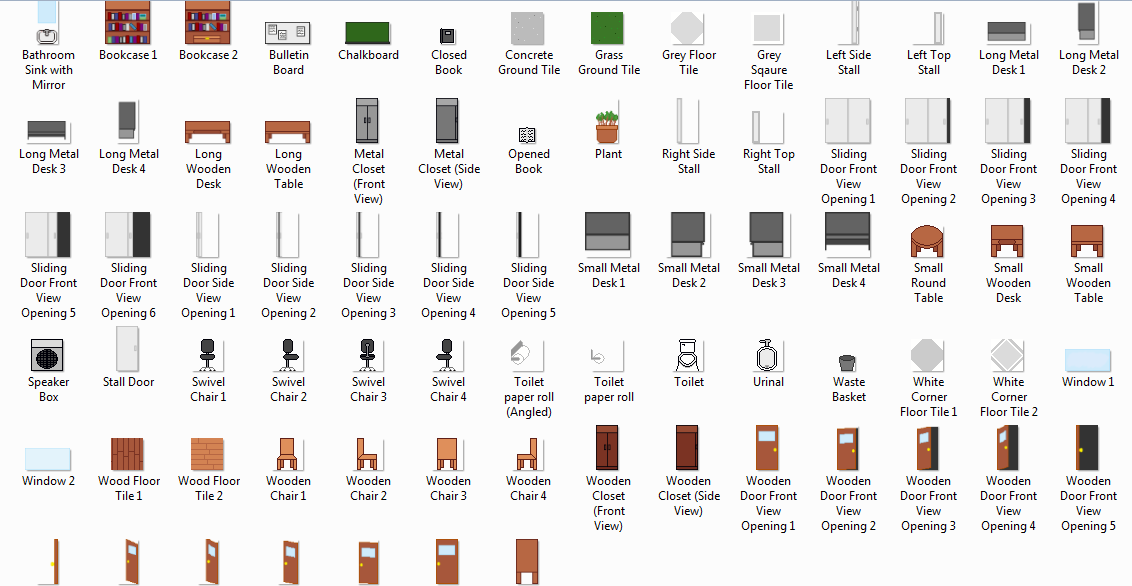 Bathroom Sink with Mirror
Bookcase 1
Bookcase 2
Bulletin Board
Chalkboard
Closed Book
Concrete Ground Tile
Grass Ground Tile
Grey Floor Tile
Grey Sqaure Floor Tile
Left Side Stall
Left Top Stall
Long Metal Desk 1
Long Metal Desk 2
Long Metal Desk 3
Long Metal Desk 4
Long Wooden Desk
Long Wooden Table
Metal Closet (Front View)
Metal Closet (Side View)
Opened Book
Plant
Right Side Stall
Right Top Stall
Sliding Door Front View Opening 1
Sliding Door Front View Opening 2
Sliding Door Front View Opening 3
Sliding Door Front View Opening 4
Sliding Door Front View Opening 5
Sliding Door Front View Opening 6
Sliding Door Side View Opening 1
Sliding Door Side View Opening 2
Sliding Door Side View Opening 3
Sliding Door Side View Opening 4
Sliding Door Side View Opening 5
Small Metal Desk 1
Small Metal Desk 2
Small Metal Desk 3
Small Metal Desk 4
Small Round Table
Small Wooden Desk
Small Wooden Table
Speaker Box
Stall Door
Swivel Chair 1
Swivel Chair 2
Swivel Chair 3
Swivel Chair 4
Toilet paper roll (Angled)
Toilet paper roll
Toilet
Urinal
Waste Basket
White Corner Floor Tile 1
White Corner Floor Tile 2
Window 1
Window 2
Wood Floor Tile 1
Wood Floor Tile 2
Wooden Chair 1
Wooden Chair 2
Wooden Chair 3
Wooden Chair 4
Wooden Closet (Front View)
Wooden Closet (Side View)
Wooden Door Front View Opening 1
Wooden Door Front View Opening 2
Wooden Door Front View Opening 3
Wooden Door Front View Opening 4
Wooden Door Front View Opening 5